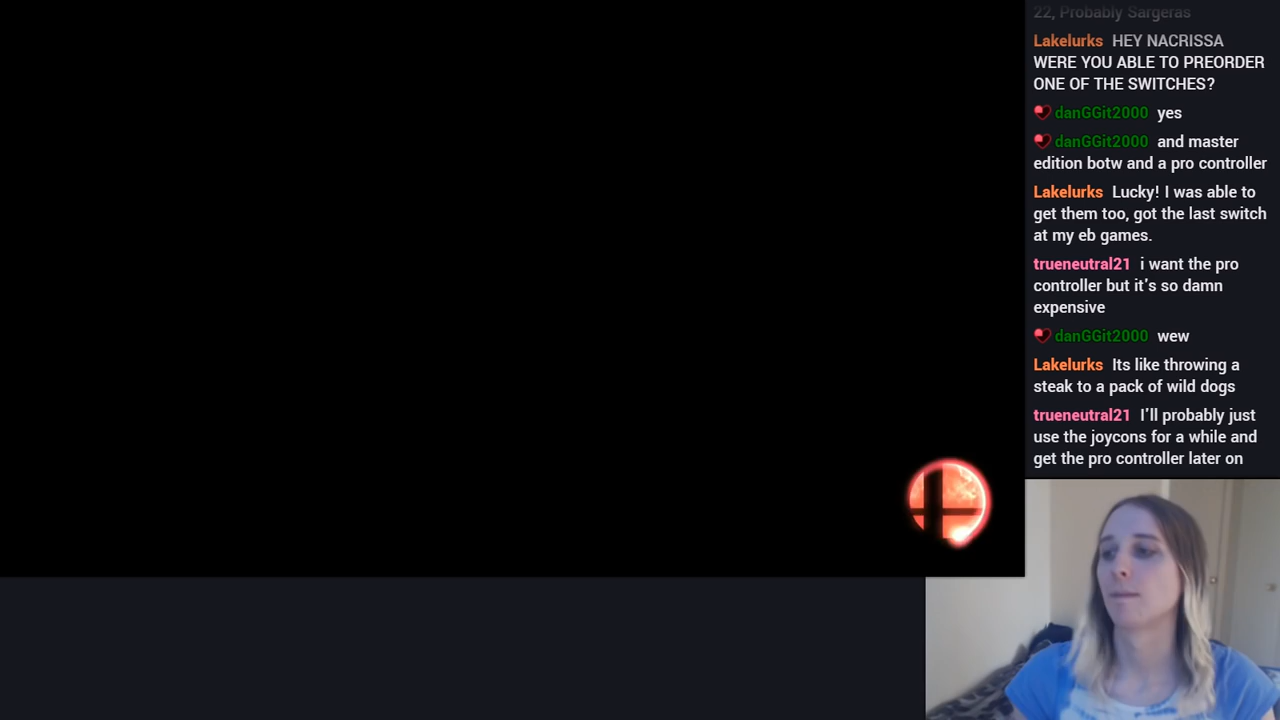 22, Probably Sargeras
Lakelurks HEY NACRISSA
WERE YOU ABLE TO PREORDER
ONE OF THE SWITCHES?
danGGit2000 yes
danGGit2000 and master
edition botw and a pro controller
Lakelurks Lucky! I was able to
get them too, got the last switch
at my eb games.
trueneutral21 i want the pro
controller but it's so damn
expensive
danGGit2000 wew
Lakelurks Its like throwing a
steak to a pack of wild dogs
trueneutral21 I'll probably just
use the joycons for a while and
get the pro controller later on